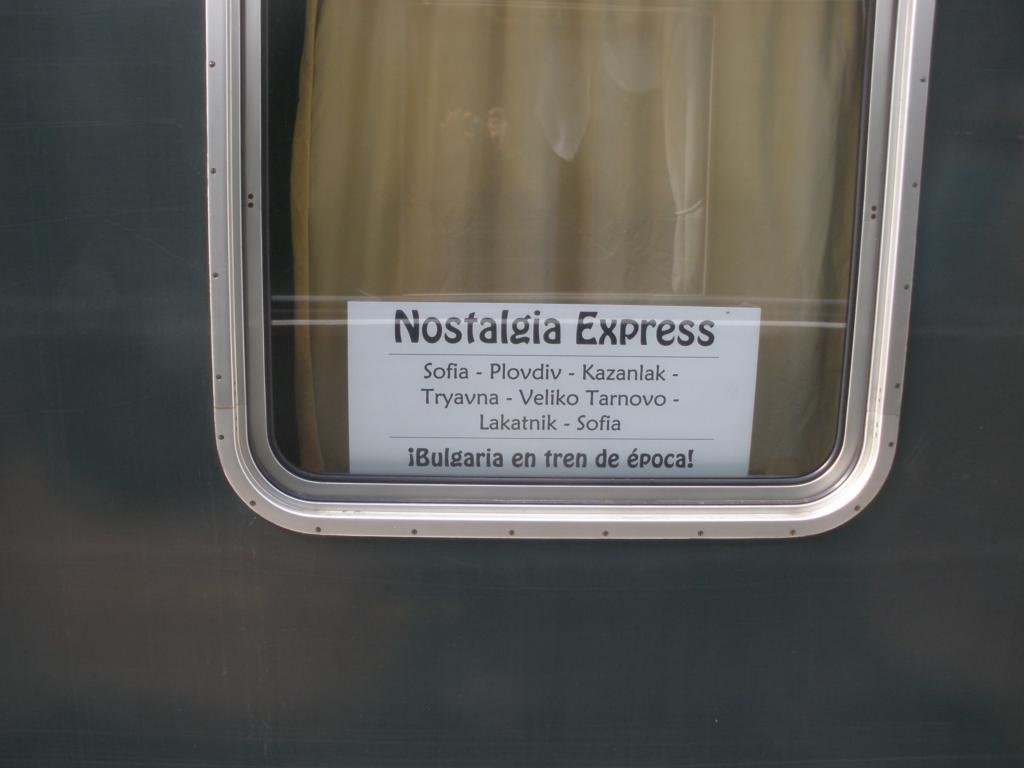 Nostalgia Express
Sofia - Plovdiv - Kazanlak -
Tryavna - Veliko Tarnovo -
Lakatnik - Sofia
¡Bulgaria en tren de época!